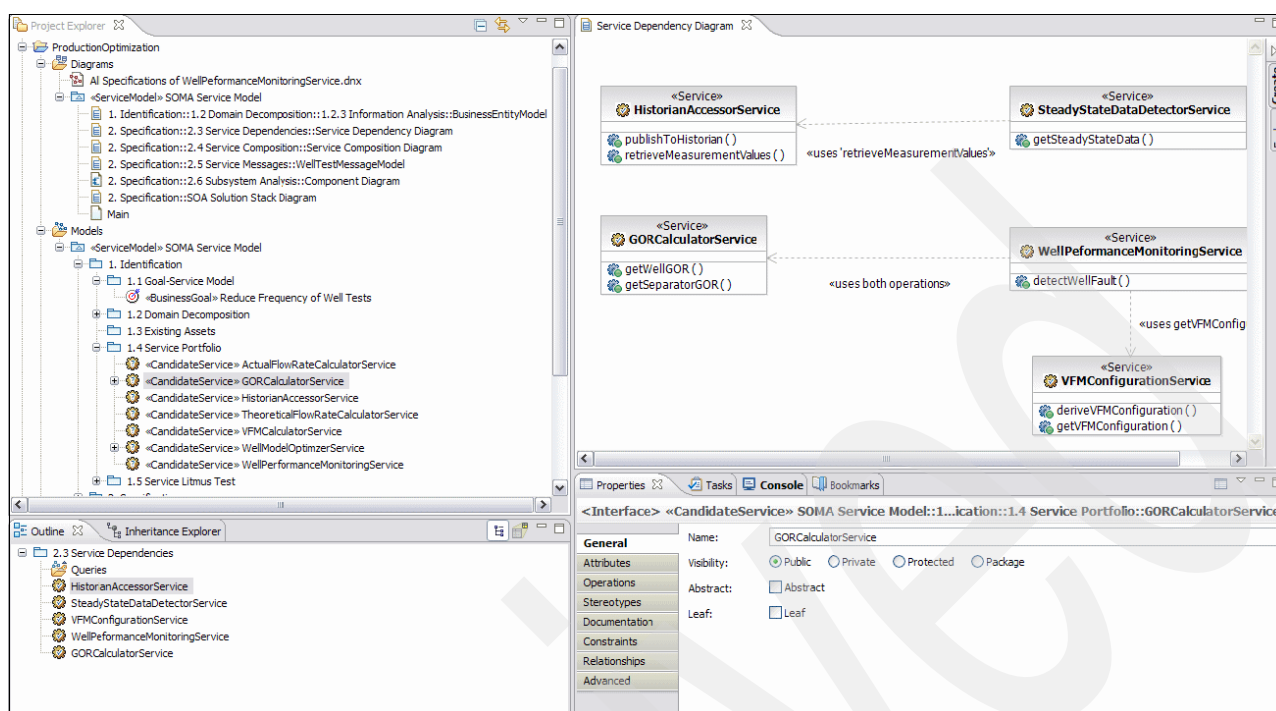 Project Explorer
ProductionOptimization
Diagrams
AI Specifications of WellPeformanceMonitoringService.dnx
«ServiceModel» SOMA Service Model
1. Identification::1.2 Domain Decomposition::1.2.3 Information Analysis::BusinessEntityModel
2. Specification::2.3 Service Dependencies::Service Dependency Diagram
2. Specification::2.4 Service Composition::Service Composition Diagram
2. Specification::2.5 Service Messages::WellTestMessageModel
2. Specification::2.6 Subsystem Analysis::Component Diagram
2. Specification::SOA Solution Stack Diagram
Main
Models
«ServiceModel» SOMA Service Model
1. Identification
1.1 Goal-Service Model
«BusinessGoal» Reduce Frequency of Well Tests
1.2 Domain Decomposition
1.3 Existing Assets
1.4 Service Portfolio
«CandidateService» ActualFlowRateCalculatorService
«CandidateService» GORCalculatorService
«CandidateService» HistorianAccessorService
«CandidateService» TheoreticalFlowRateCalculatorService
«CandidateService» VFMCalculatorService
«CandidateService» WellModelOptimzerService
«CandidateService» WellPerformanceMonitoringService
1.5 Service Litmus Test
Outline Inheritance Explorer
2.3 Service Dependencies
Queries
HistorianAccessorService
SteadyStateDataDetectorService
VFMConfigurationService
WellPeformanceMonitoringService
GORCalculatorService
Service Dependency Diagram
«Service»
HistorianAccessorService
publishToHistorian ( )
retrieveMeasurementValues ( )
«uses 'retrieveMeasurementValues'»
«Service»
SteadyStateDataDetectorService
getSteadyStateData ( )
«Service»
GORCalculatorService
getWellGOR ( )
getSeparatorGOR ( )
«uses both operations»
«Service»
WellPeformanceMonitoringService
detectWellFault ( )
«uses getVFMConfig
«Service»
VFMConfigurationService
deriveVFMConfiguration ( )
getVFMConfiguration ( )
Properties Tasks Console Bookmarks
<Interface> «CandidateService» SOMA Service Model::1...ication::1.4 Service Portfolio::GORCalculatorService
General
Attributes
Operations
Stereotypes
Documentation
Constraints
Relationships
Advanced
Name: GORCalculatorService
Visibility: Public Private Protected Package
Abstract: Abstract
Leaf: Leaf